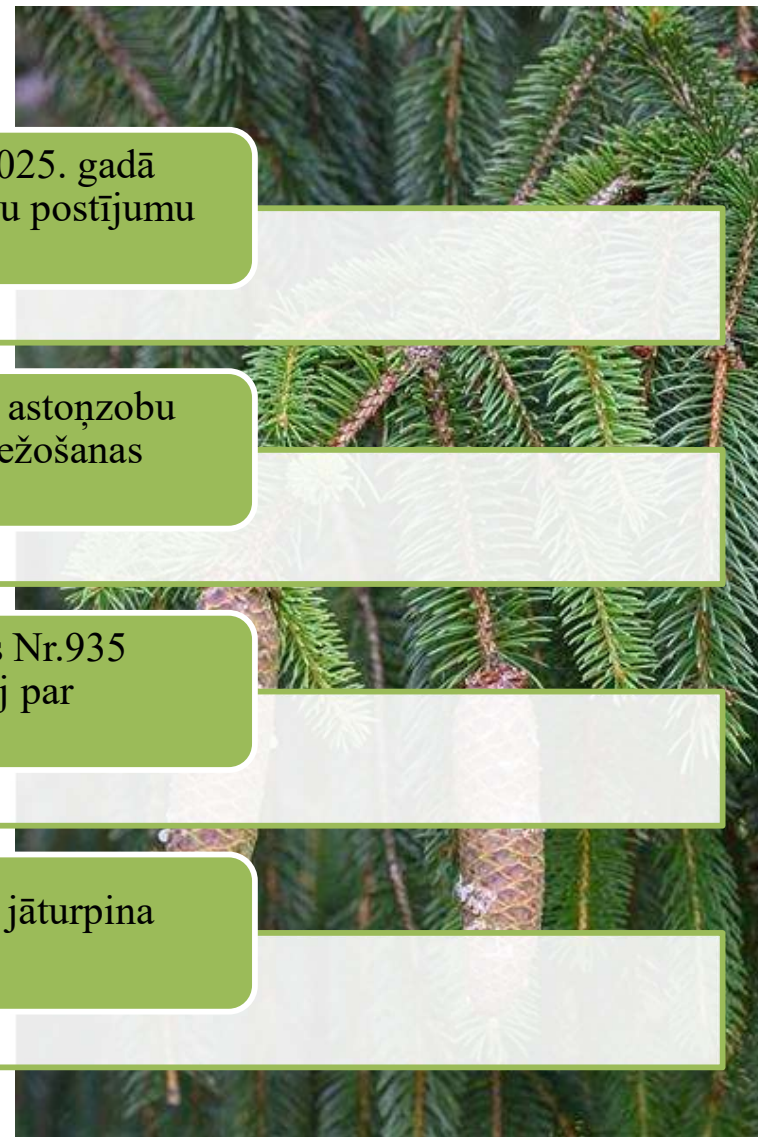 025. gadā
u postījumu
astoņzobu
ežošanas
Nr.935
j par
jāturpina